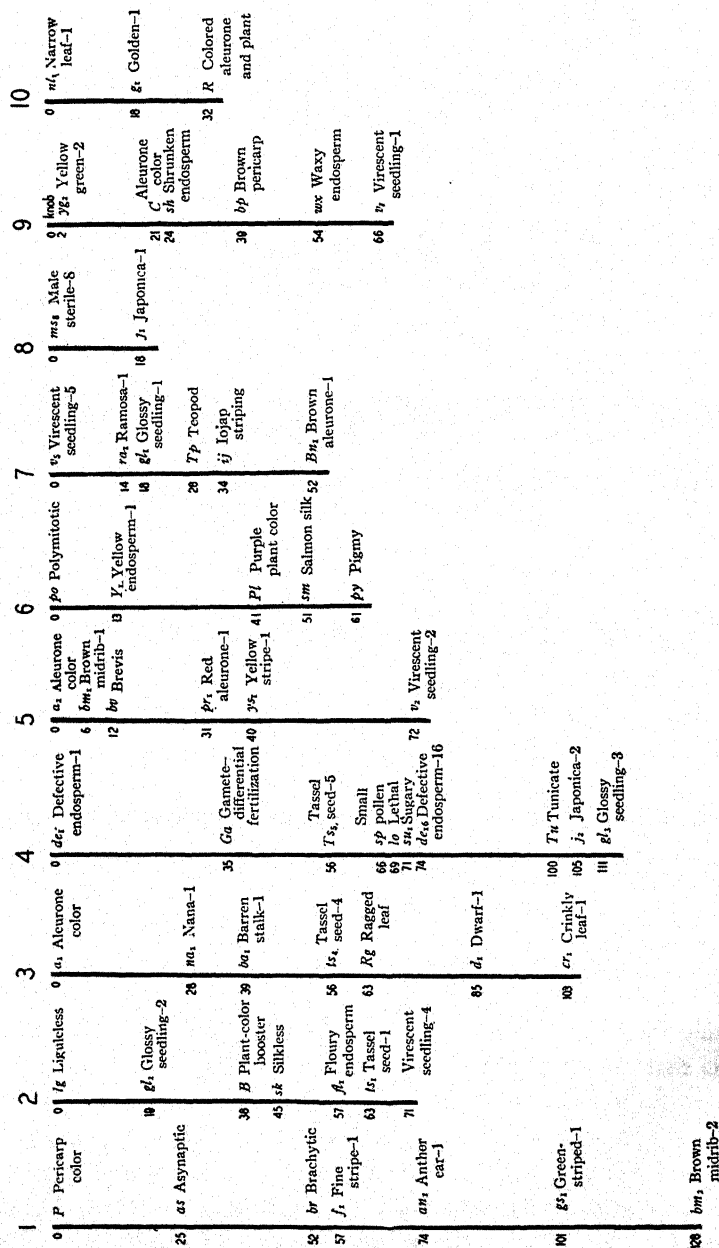 1
0 P Pericarp
color
25 as Asynaptic
52 br Brachytic
57 f₁ Fine
stripe-1
74 an₁ Anther
ear-1
101 gs₁ Green-
striped-1
128 bm₂ Brown
midrib-2
2
0 lg Liguleless
19 gl₂ Glossy
seedling-2
38 B Plant-color
booster
45 sk Silkless
57 fl₁ Floury
endosperm
63 ts₁ Tassel
seed-1
71 Virescent
seedling-4
3
0 a₁ Aleurone
color
28 na₁ Nana-1
39 ba₁ Barren
stalk-1
Tassel
56 ts₄ seed-4
63 Rg Ragged
leaf
85 d₁ Dwarf-1
103 cr₁ Crinkly
leaf-1
4
0 de₁ Defective
endosperm-1
35 Ga Gamete-
differential
fertilization
Tassel
56 Ts₅ seed-5
Small
66 sp pollen
69 lo Lethal
71 su₁ Sugary
74 de₁₆ Defective
endosperm-16
100 Tu Tunicate
105 j₂ Japonica-2
111 gl₃ Glossy
seedling-3
5
0 a₂ Aleurone
color
6 bm₁ Brown
midrib-1
12 bv Brevis
31 pr₁ Red
aleurone-1
40 ys₁ Yellow
stripe-1
72 v₂ Virescent
seedling-2
6
0 po Polymitotic
13 Y₁ Yellow
endosperm-1
41 Pl Purple
plant color
51 sm Salmon silk
61 py Pigmy
7
0 v₅ Virescent
seedling-5
14 ra₁ Ramosa-1
18 gl₁ Glossy
seedling-1
28 Tp Teopod
34 ij Iojap
striping
52 Bn₁ Brown
aleurone-1
8
0 ms₈ Male
sterile-8
18 j₁ Japonica-1
9
0 knob
2 yg₂ Yellow
green-2
Aleurone
21 C color
24 sh Shrunken
endosperm
39 bp Brown
pericarp
54 wx Waxy
endosperm
66 v₁ Virescent
seedling-1
10
0 nl₁ Narrow
leaf-1
18 g₁ Golden-1
32 R Colored
aleurone
and plant